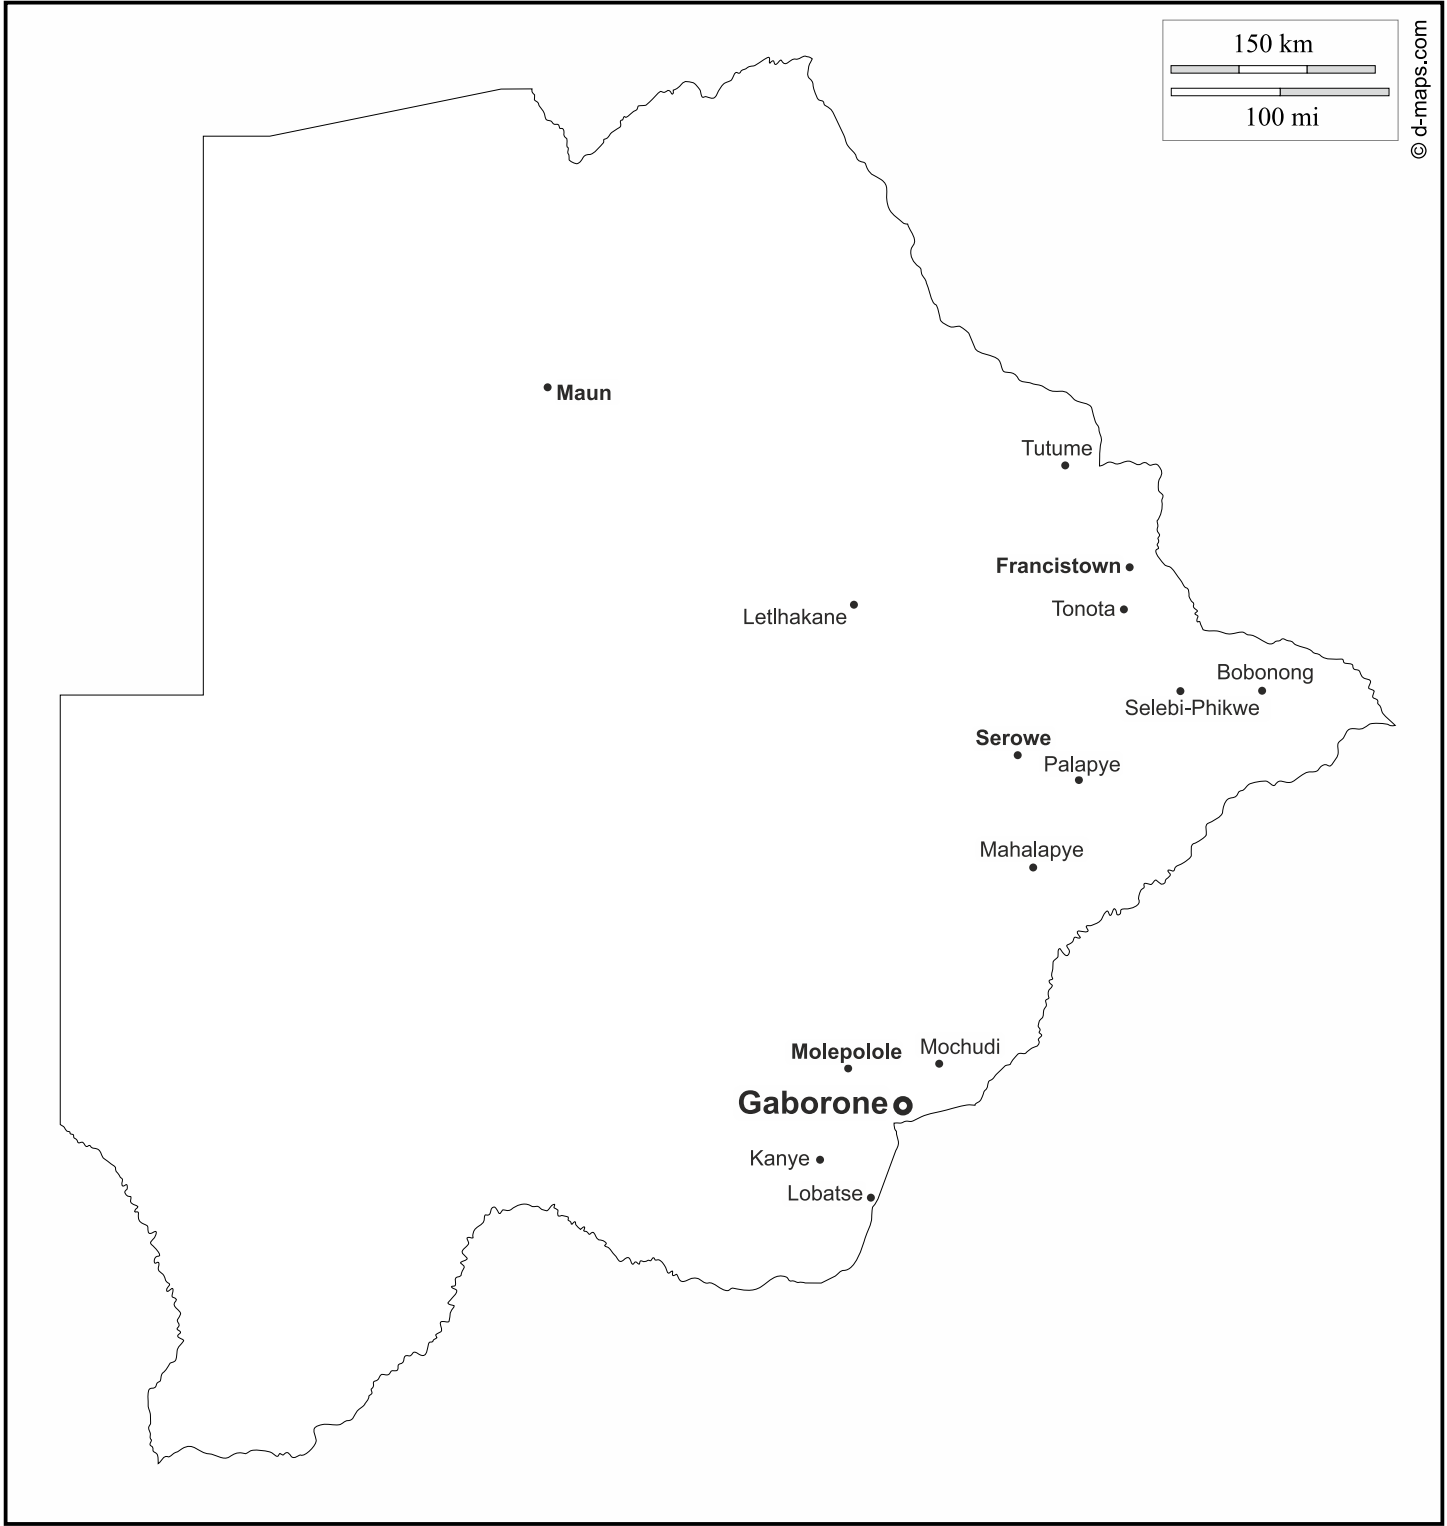 150 km
100 mi
© d-maps.com
Maun
Tutume
Francistown
Letlhakane
Tonota
Bobonong
Selebi-Phikwe
Serowe
Palapye
Mahalapye
Molepolole
Mochudi
Gaborone
Kanye
Lobatse